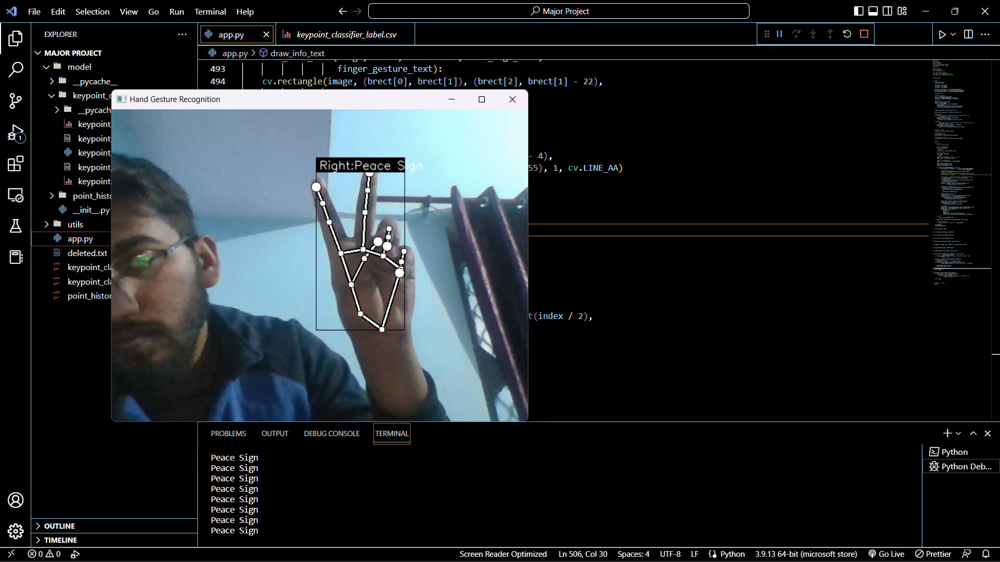 File Edit Selection View Go Run Terminal Help
Major Project
EXPLORER
app.py
keypoint_classifier_label.csv
MAJOR PROJECT
app.py > draw_info_text
model
__pycache__
keypoint_c
__pycach
keypoint_
keypoint_
keypoint_
keypoint_
keypoint.
point_histo
__init__.py
utils
app.py
deleted.txt
keypoint_cla
keypoint_cla
point_histor
OUTLINE
TIMELINE
493 finger_gesture_text):
494 cv.rectangle(image, (brect[0], brect[1]), (brect[2], brect[1] - 22),
- 4),
55), 1, cv.LINE_AA)
t(index / 2),
Hand Gesture Recognition
Right:Peace Sign
PROBLEMS OUTPUT DEBUG CONSOLE TERMINAL
Peace Sign
Peace Sign
Peace Sign
Peace Sign
Peace Sign
Peace Sign
Peace Sign
Peace Sign
Python
Python Deb...
1
0 0
Screen Reader Optimized Ln 506, Col 30 Spaces: 4 UTF-8 LF Python 3.9.13 64-bit (microsoft store) Go Live Prettier